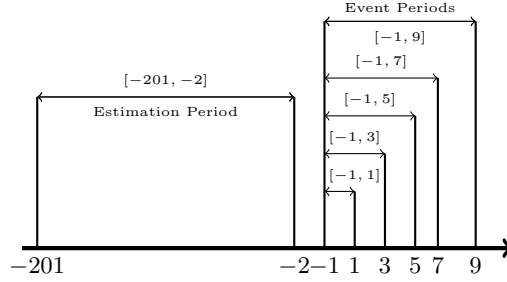 Event Periods
[−1, 9]
[−1, 7]
[−201, −2]
[−1, 5]
Estimation Period
[−1, 3]
[−1, 1]
−201 −2 −1 1 3 5 7 9